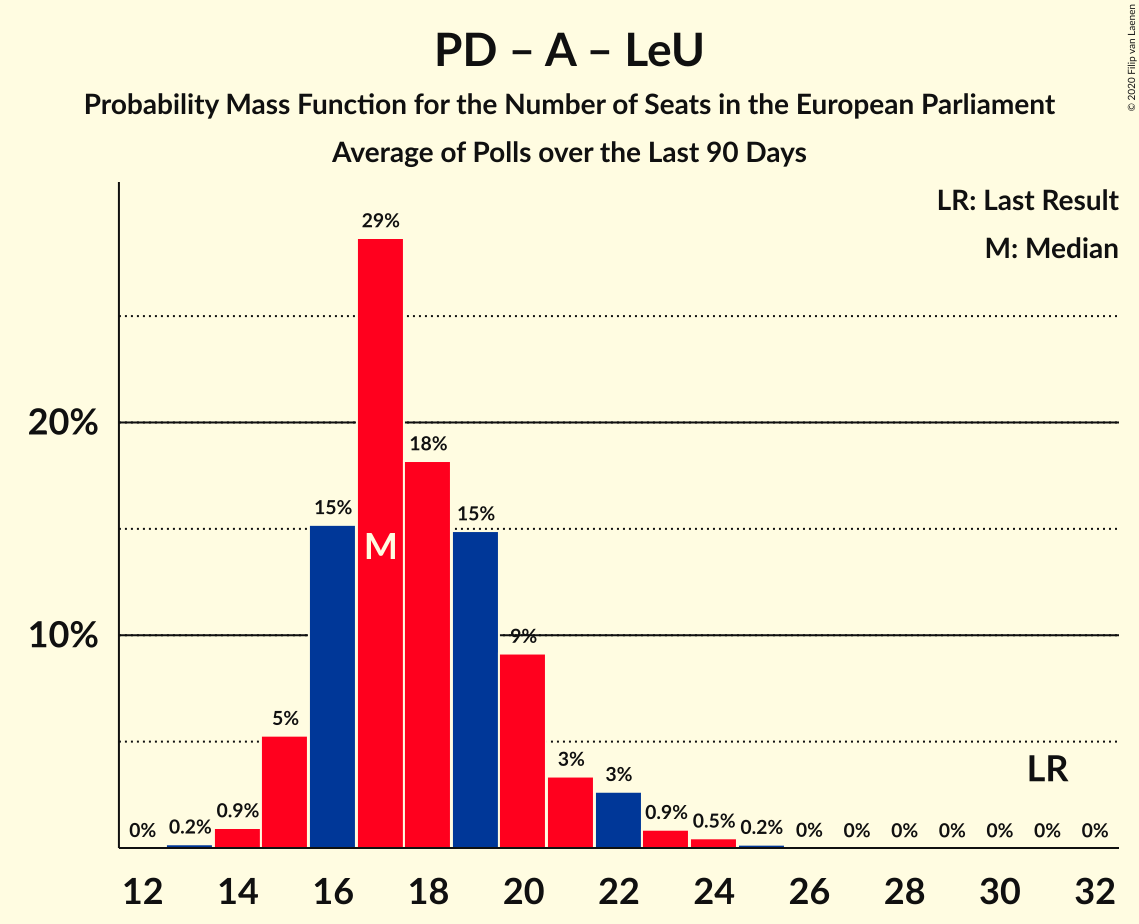 PD – A – LeU
Probability Mass Function for the Number of Seats in the European Parliament
Average of Polls over the Last 90 Days
© 2020 Filip van Laenen
LR: Last Result
M: Median
29%
20%
18%
15%
15%
M
10%
9%
5%
3%
3%
LR
0%
0.2%
0.9%
0.9%
0.5%
0.2%
0%
0%
0%
0%
0%
0%
0%
12 14 16 18 20 22 24 26 28 30 32